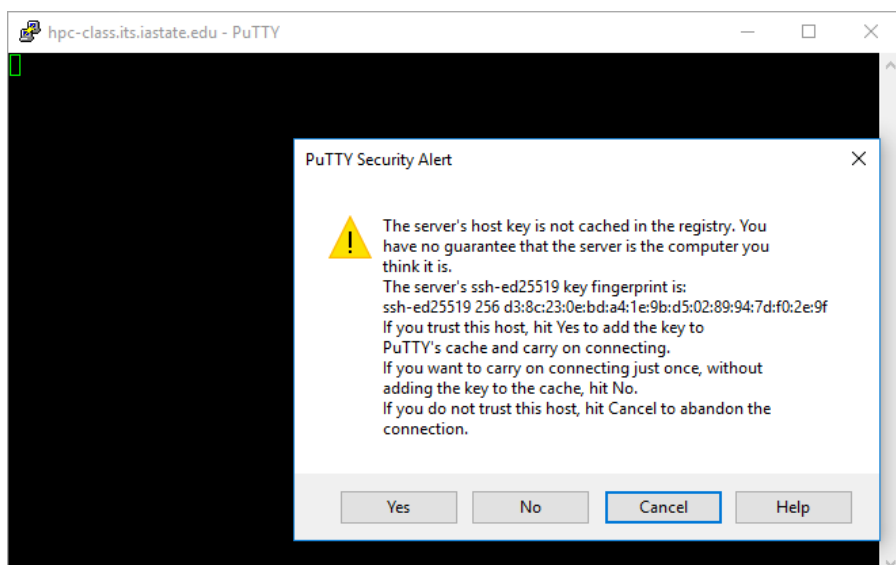 hpc-class.its.iastate.edu - PuTTY
PuTTY Security Alert
The server's host key is not cached in the registry. You
have no guarantee that the server is the computer you
think it is.
The server's ssh-ed25519 key fingerprint is:
ssh-ed25519 256 d3:8c:23:0e:bd:a4:1e:9b:d5:02:89:94:7d:f0:2e:9f
If you trust this host, hit Yes to add the key to
PuTTY's cache and carry on connecting.
If you want to carry on connecting just once, without
adding the key to the cache, hit No.
If you do not trust this host, hit Cancel to abandon the
connection.
Yes No Cancel Help